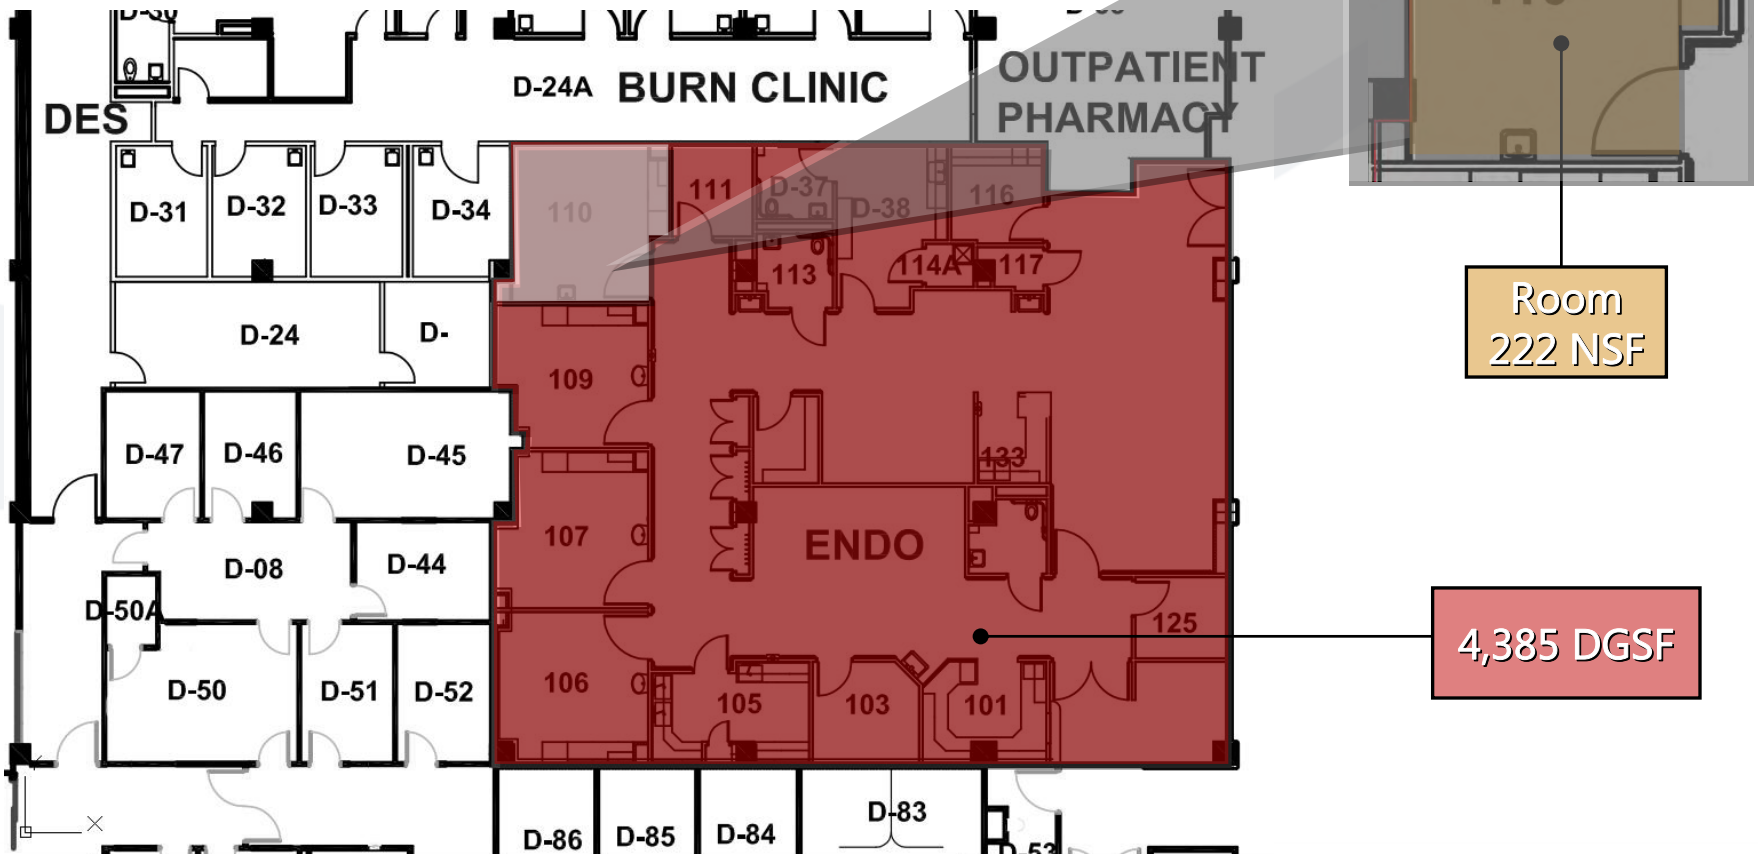 D-30
D-24A
BURN CLINIC
OUTPATIENT
PHARMACY
DES
D-31
D-32
D-33
D-34
110
111
D-37
D-38
116
113
114A
117
D-24
D-
109
Room
222 NSF
D-47
D-46
D-45
133
107
ENDO
D-08
D-44
D-50A
125
4,385 DGSF
D-50
D-51
D-52
106
105
103
101
D-86
D-85
D-84
D-83
D-53